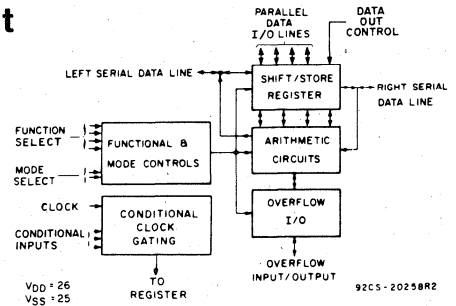 t
PARALLEL
DATA
I/O LINES
DATA
OUT
CONTROL
LEFT SERIAL DATA LINE
SHIFT/STORE
REGISTER
RIGHT SERIAL
DATA LINE
FUNCTION
SELECT
FUNCTIONAL &
MODE CONTROLS
ARITHMETIC
CIRCUITS
MODE
SELECT
CLOCK
CONDITIONAL
INPUTS
CONDITIONAL
CLOCK
GATING
OVERFLOW
I/O
TO
REGISTER
OVERFLOW
INPUT/OUTPUT
VDD = 26
VSS = 25
92CS-20258R2